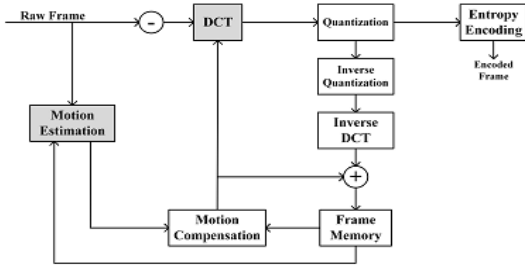 Raw Frame
-
DCT
Quantization
Entropy
Encoding
Encoded
Frame
Inverse
Quantization
Motion
Estimation
Inverse
DCT
+
Motion
Compensation
Frame
Memory